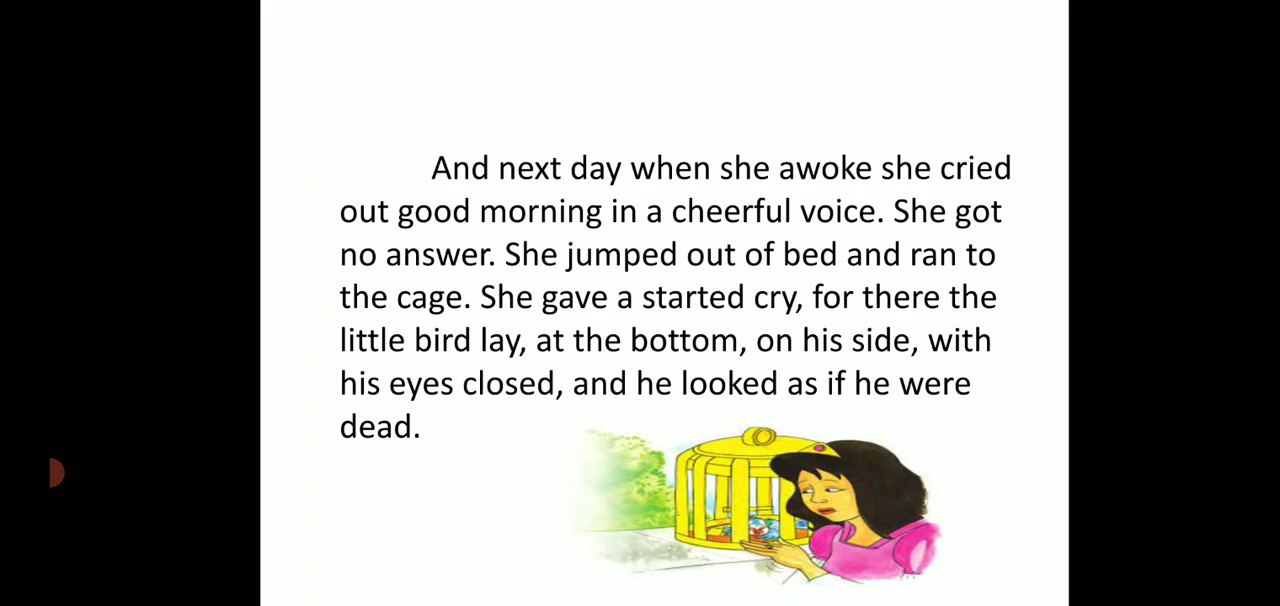 And next day when she awoke she cried
out good morning in a cheerful voice. She got
no answer. She jumped out of bed and ran to
the cage. She gave a started cry, for there the
little bird lay, at the bottom, on his side, with
his eyes closed, and he looked as if he were
dead.